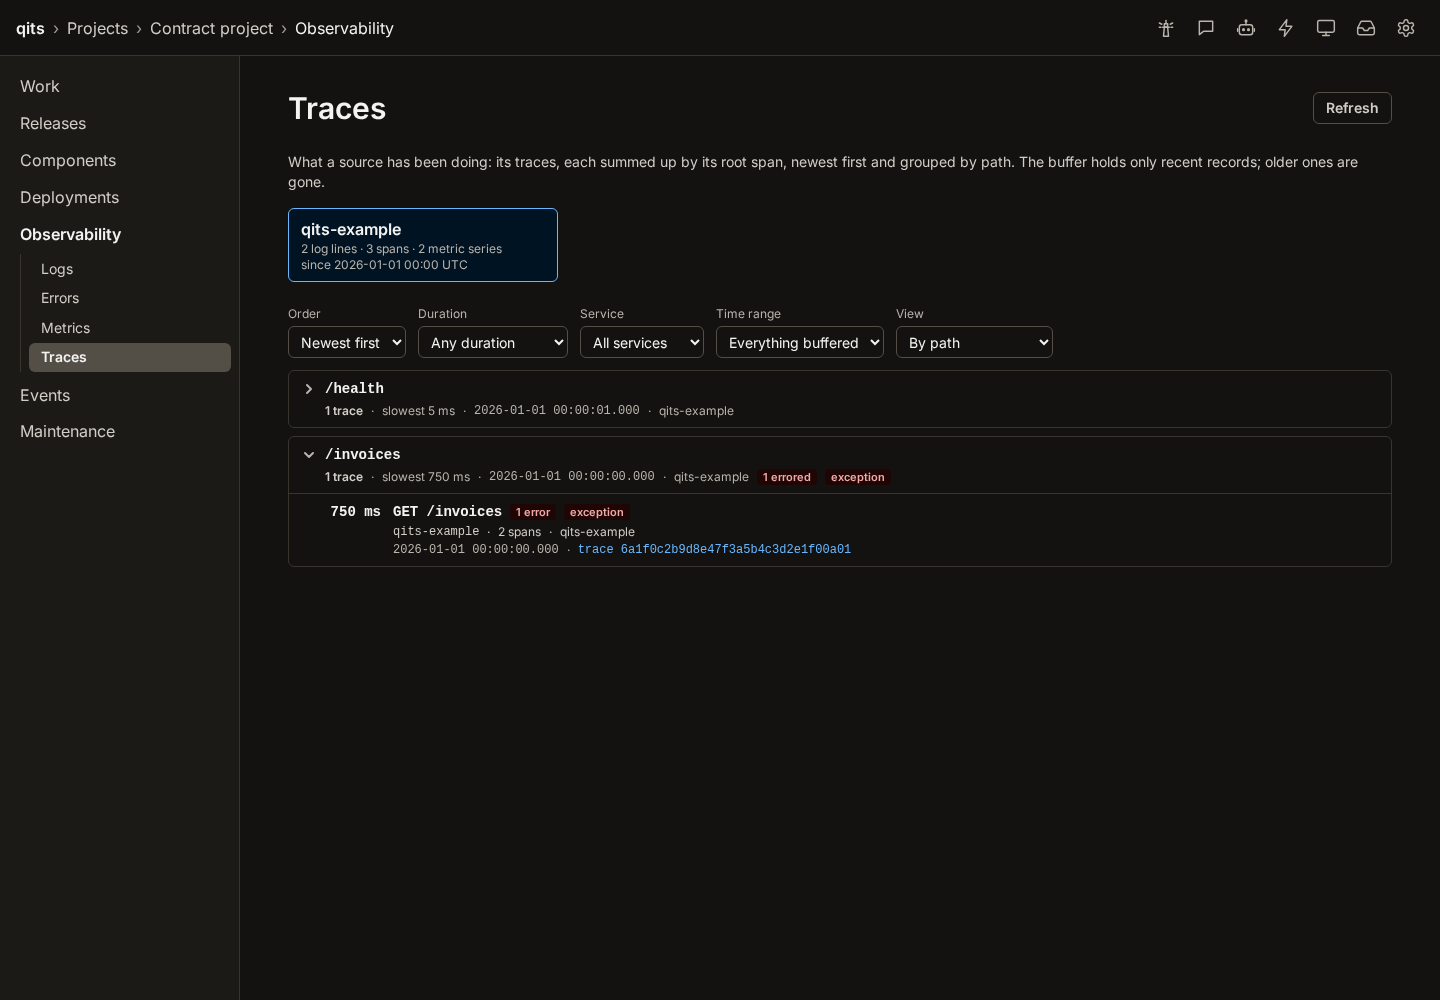 qits › Projects › Contract project › Observability
Work
Releases
Components
Deployments
Observability
Logs
Errors
Metrics
Traces
Events
Maintenance
Traces
Refresh
What a source has been doing: its traces, each summed up by its root span, newest first and grouped by path. The buffer holds only recent records; older ones are
gone.
qits-example
2 log lines · 3 spans · 2 metric series
since 2026-01-01 00:00 UTC
Order
Duration
Service
Time range
View
Newest first
Any duration
All services
Everything buffered
By path
/health
1 trace · slowest 5 ms · 2026-01-01 00:00:01.000 · qits-example
/invoices
1 trace · slowest 750 ms · 2026-01-01 00:00:00.000 · qits-example 1 errored exception
750 ms GET /invoices 1 error exception
qits-example · 2 spans · qits-example
2026-01-01 00:00:00.000 · trace 6a1f0c2b9d8e47f3a5b4c3d2e1f00a01